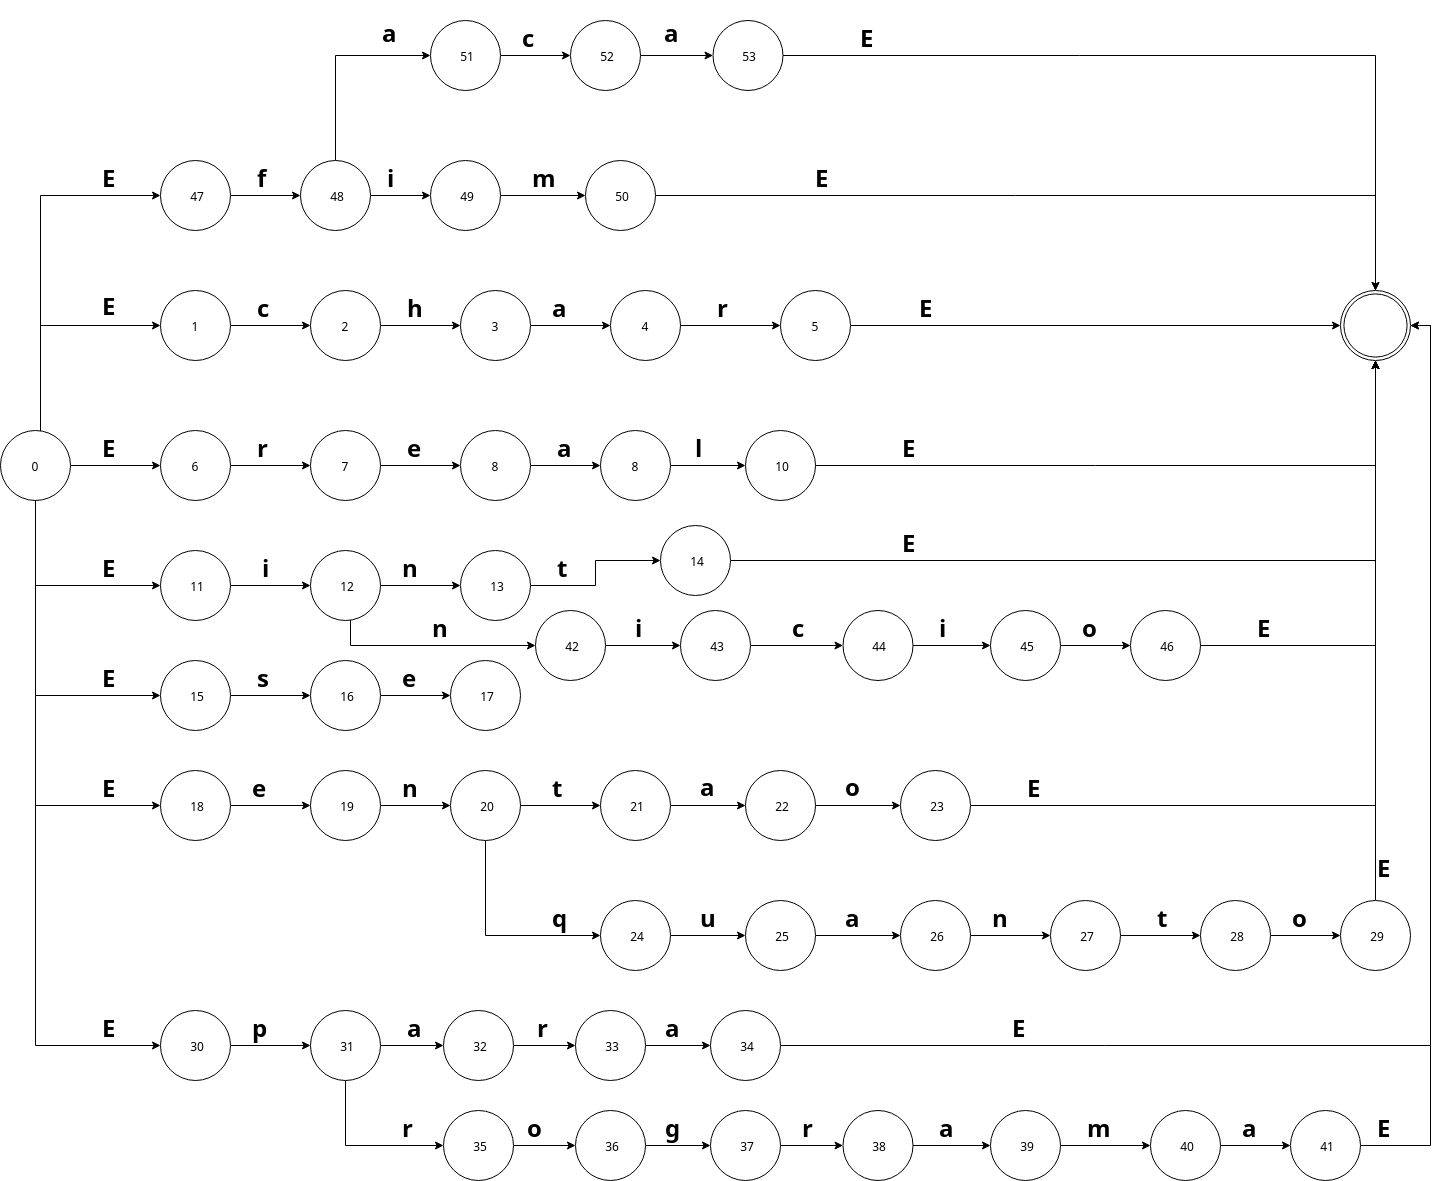 a c a E
51 52 53
E f i m E
47 48 49 50
E c h a r E
1 2 3 4 5
E r e a l E
0 6 7 8 8 10
E
14
E i n t
11 12 13
n i c i o E
42 43 44 45 46
E s e
15 16 17
E e n t a o E
18 19 20 21 22 23
E
q u a n t o
24 25 26 27 28 29
E p a r a E
30 31 32 33 34
r o g r a m a E
35 36 37 38 39 40 41